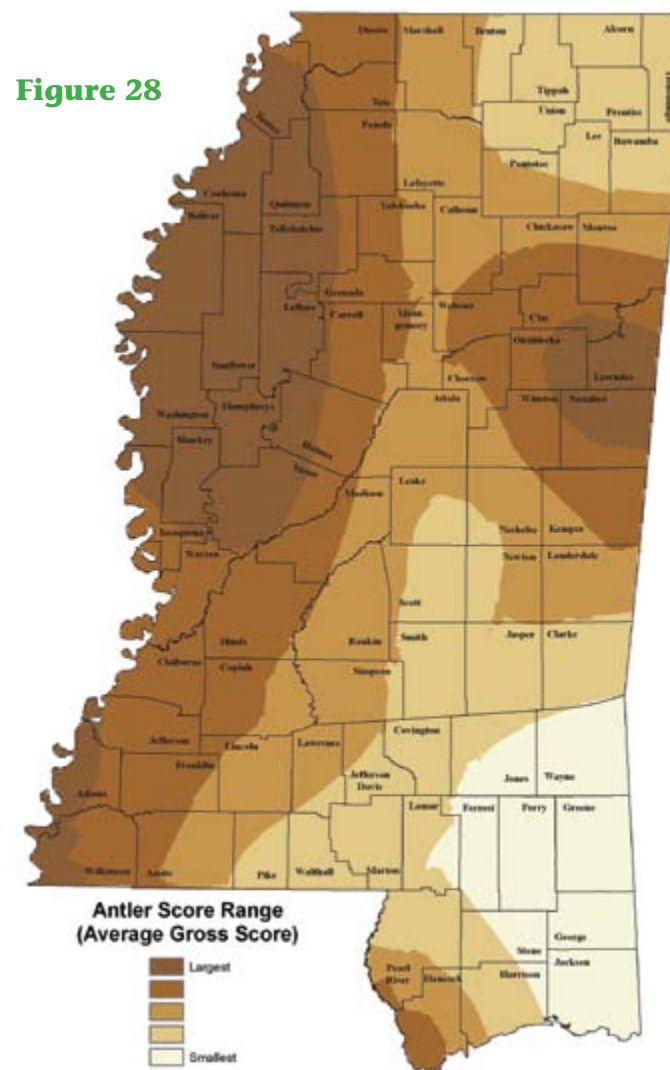 Figure 28
Desoto
Marshall
Benton
Alcorn
Tippah
Tate
Union
Prentiss
Tunica
Panola
Lee
Itawamba
Pontotoc
Lafayette
Coahoma
Quitman
Yalobusha
Calhoun
Bolivar
Tallahatchie
Chickasaw
Monroe
Grenada
Leflore
Carroll
Mont-
gomery
Webster
Clay
Oktibbeha
Sunflower
Choctaw
Lowndes
Washington
Humphreys
Attala
Winston
Noxubee
Sharkey
Holmes
Yazoo
Madison
Leake
Neshoba
Kemper
Issaquena
Warren
Newton
Lauderdale
Scott
Hinds
Rankin
Smith
Jasper
Clarke
Claiborne
Copiah
Simpson
Jefferson
Lincoln
Lawrence
Covington
Franklin
Jefferson
Davis
Jones
Wayne
Adams
Lamar
Forrest
Perry
Greene
Wilkinson
Amite
Pike
Walthall
Marion
Antler Score Range
(Average Gross Score)
Stone
George
Pearl
River
Hancock
Harrison
Jackson
Largest
Smallest